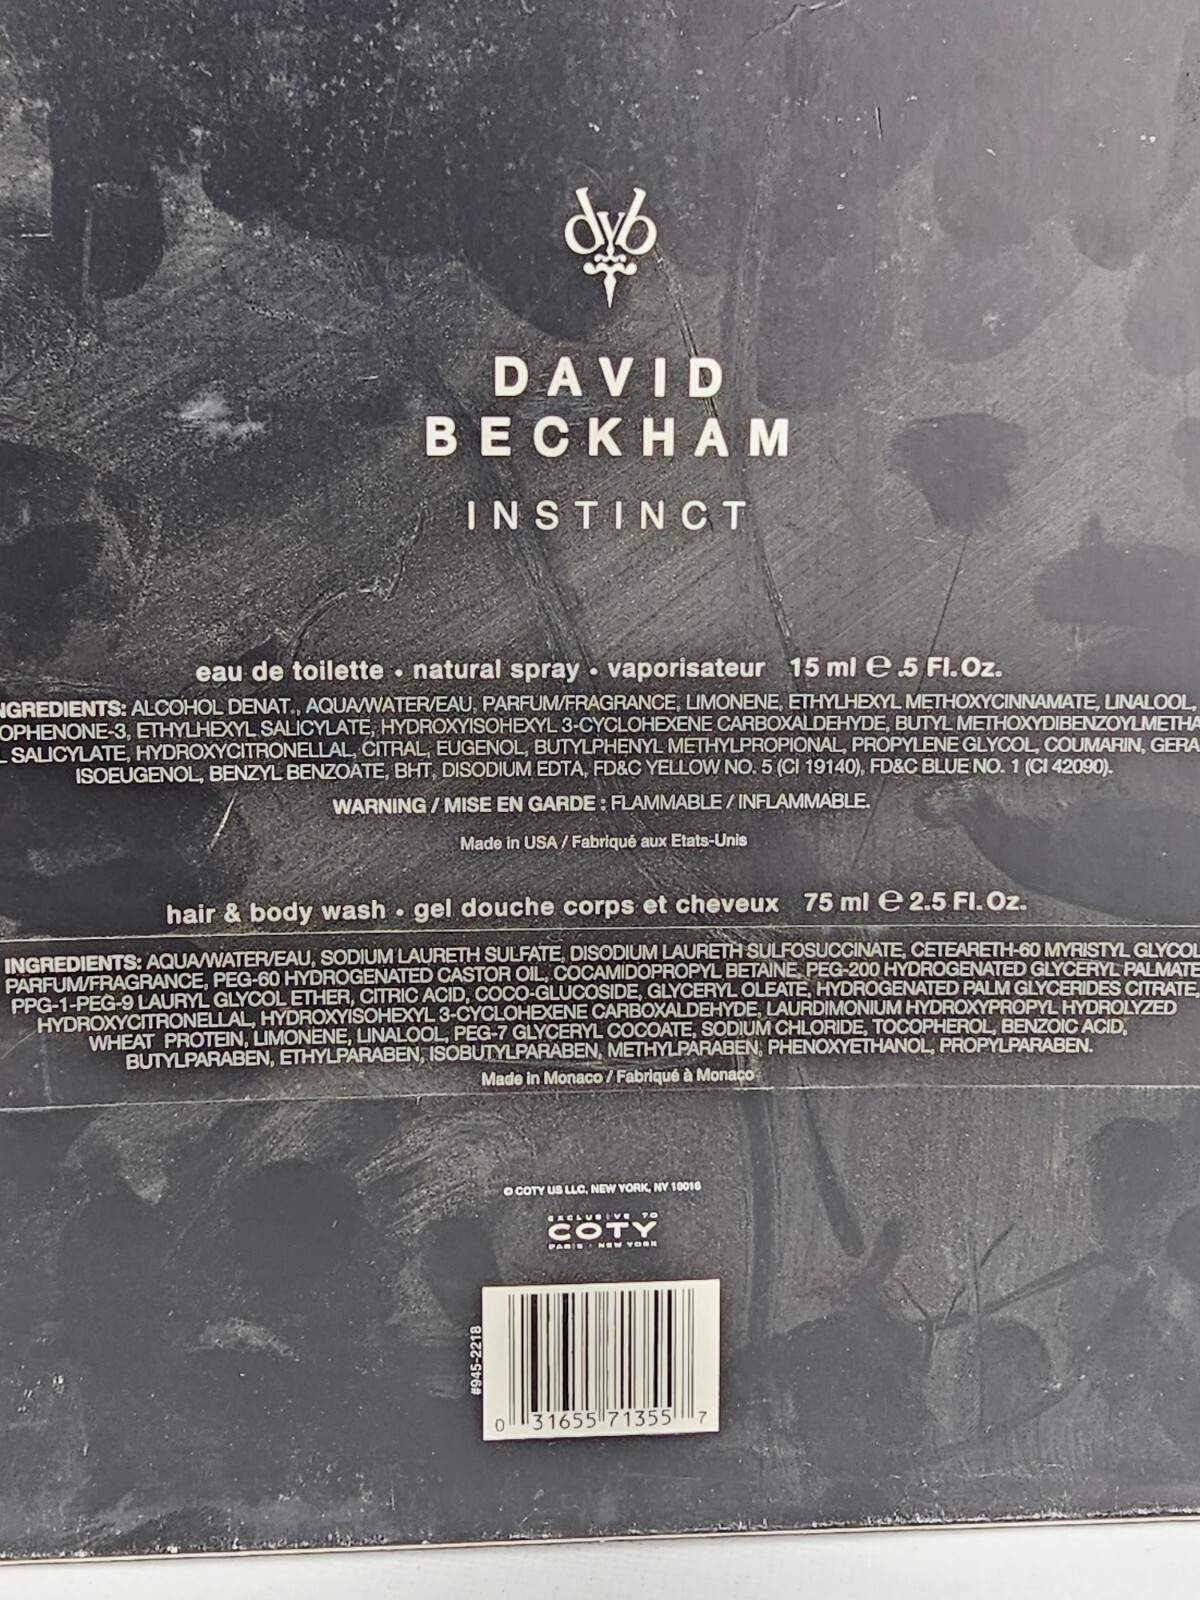 dvb
DAVID
BECKHAM
INSTINCT
eau de toilette • natural spray • vaporisateur 15 ml ℮ .5 Fl. Oz.
NGREDIENTS: ALCOHOL DENAT., AQUA/WATER/EAU, PARFUM/FRAGRANCE, LIMONENE, ETHYLHEXYL METHOXYCINNAMATE, LINALOOL,
OPHENONE-3, ETHYLHEXYL SALICYLATE, HYDROXYISOHEXYL 3-CYCLOHEXENE CARBOXALDEHYDE, BUTYL METHOXYDIBENZOYLMETHA
L SALICYLATE, HYDROXYCITRONELLAL, CITRAL, EUGENOL, BUTYLPHENYL METHYLPROPIONAL, PROPYLENE GLYCOL, COUMARIN, GERA
ISOEUGENOL, BENZYL BENZOATE, BHT, DISODIUM EDTA, FD&C YELLOW NO. 5 (CI 19140), FD&C BLUE NO. 1 (CI 42090).
WARNING / MISE EN GARDE : FLAMMABLE / INFLAMMABLE.
Made in USA / Fabriqué aux Etats-Unis
hair & body wash • gel douche corps et cheveux 75 ml ℮ 2.5 Fl. Oz.
INGREDIENTS: AQUA/WATER/EAU, SODIUM LAURETH SULFATE, DISODIUM LAURETH SULFOSUCCINATE, CETEARETH-60 MYRISTYL GLYCOL
PARFUM/FRAGRANCE, PEG-60 HYDROGENATED CASTOR OIL, COCAMIDOPROPYL BETAINE, PEG-200 HYDROGENATED GLYCERYL PALMATE,
PPG-1-PEG-9 LAURYL GLYCOL ETHER, CITRIC ACID, COCO-GLUCOSIDE, GLYCERYL OLEATE, HYDROGENATED PALM GLYCERIDES CITRATE,
HYDROXYCITRONELLAL, HYDROXYISOHEXYL 3-CYCLOHEXENE CARBOXALDEHYDE, LAURDIMONIUM HYDROXYPROPYL HYDROLYZED
WHEAT PROTEIN, LIMONENE, LINALOOL, PEG-7 GLYCERYL COCOATE, SODIUM CHLORIDE, TOCOPHEROL, BENZOIC ACID,
BUTYLPARABEN, ETHYLPARABEN, ISOBUTYLPARABEN, METHYLPARABEN, PHENOXYETHANOL, PROPYLPARABEN.
Made in Monaco / Fabriqué à Monaco
© COTY US LLC, NEW YORK, NY 10016
EXCLUSIVE TO
COTY
PARIS · NEW YORK
#945-2218
0 31655 71355 7